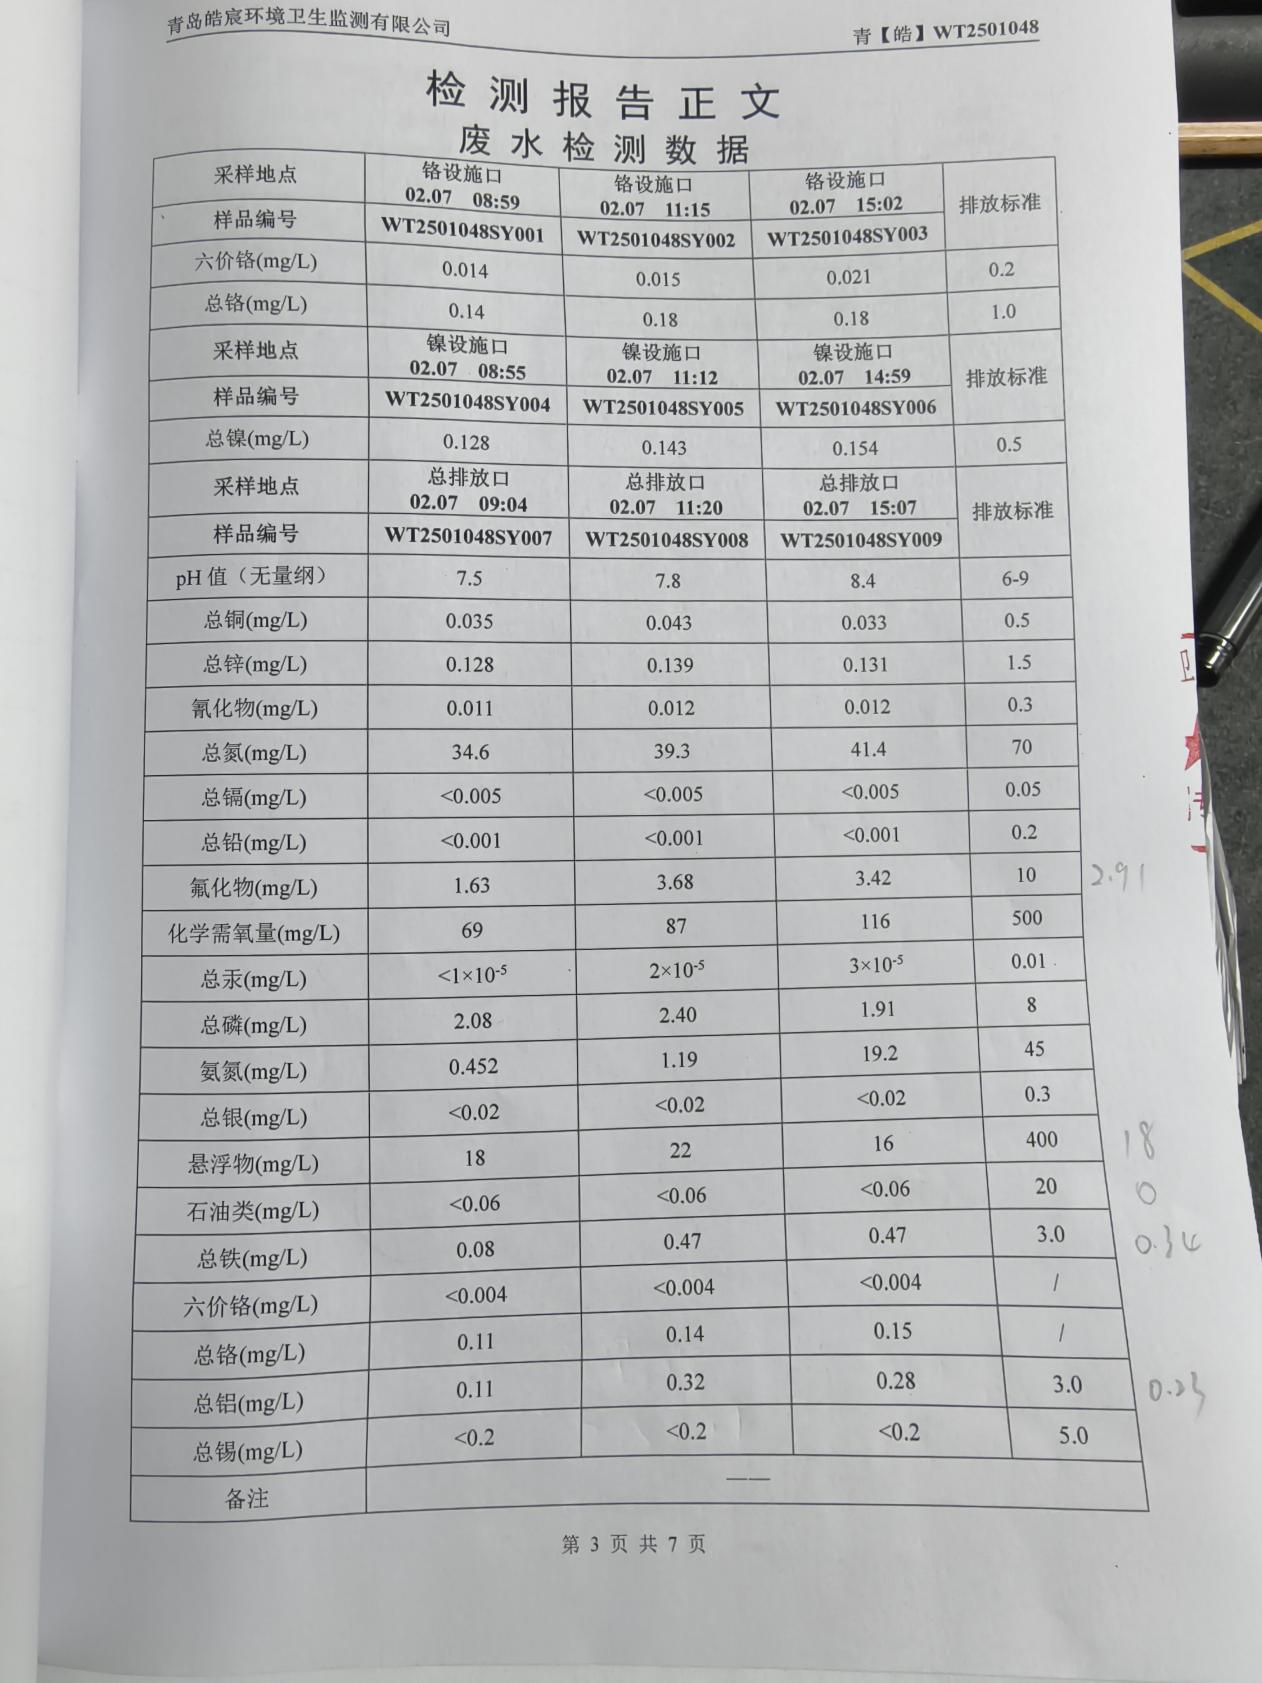 青岛皓宸环境卫生监测有限公司 青【皓】WT2501048
检测报告正文
废水检测数据
采样地点 铬设施口 02.07 08:59 铬设施口 02.07 11:15 铬设施口 02.07 15:02 排放标准
样品编号 WT2501048SY001 WT2501048SY002 WT2501048SY003
六价铬(mg/L) 0.014 0.015 0.021 0.2
总铬(mg/L) 0.14 0.18 0.18 1.0
采样地点 镍设施口 02.07 08:55 镍设施口 02.07 11:12 镍设施口 02.07 14:59 排放标准
样品编号 WT2501048SY004 WT2501048SY005 WT2501048SY006
总镍(mg/L) 0.128 0.143 0.154 0.5
采样地点 总排放口 02.07 09:04 总排放口 02.07 11:20 总排放口 02.07 15:07 排放标准
样品编号 WT2501048SY007 WT2501048SY008 WT2501048SY009
pH 值（无量纲） 7.5 7.8 8.4 6-9
总铜(mg/L) 0.035 0.043 0.033 0.5
总锌(mg/L) 0.128 0.139 0.131 1.5
氰化物(mg/L) 0.011 0.012 0.012 0.3
总氮(mg/L) 34.6 39.3 41.4 70
总镉(mg/L) <0.005 <0.005 <0.005 0.05
总铅(mg/L) <0.001 <0.001 <0.001 0.2
氟化物(mg/L) 1.63 3.68 3.42 10 2.91
化学需氧量(mg/L) 69 87 116 500
总汞(mg/L) <1×10⁻⁵ 2×10⁻⁵ 3×10⁻⁵ 0.01
总磷(mg/L) 2.08 2.40 1.91 8
氨氮(mg/L) 0.452 1.19 19.2 45
总银(mg/L) <0.02 <0.02 <0.02 0.3
悬浮物(mg/L) 18 22 16 400 18
石油类(mg/L) <0.06 <0.06 <0.06 20 0
总铁(mg/L) 0.08 0.47 0.47 3.0 0.34
六价铬(mg/L) <0.004 <0.004 <0.004 /
总铬(mg/L) 0.11 0.14 0.15 /
总铝(mg/L) 0.11 0.32 0.28 3.0 0.23
总锡(mg/L) <0.2 <0.2 <0.2 5.0
备注 ——
第 3 页 共 7 页